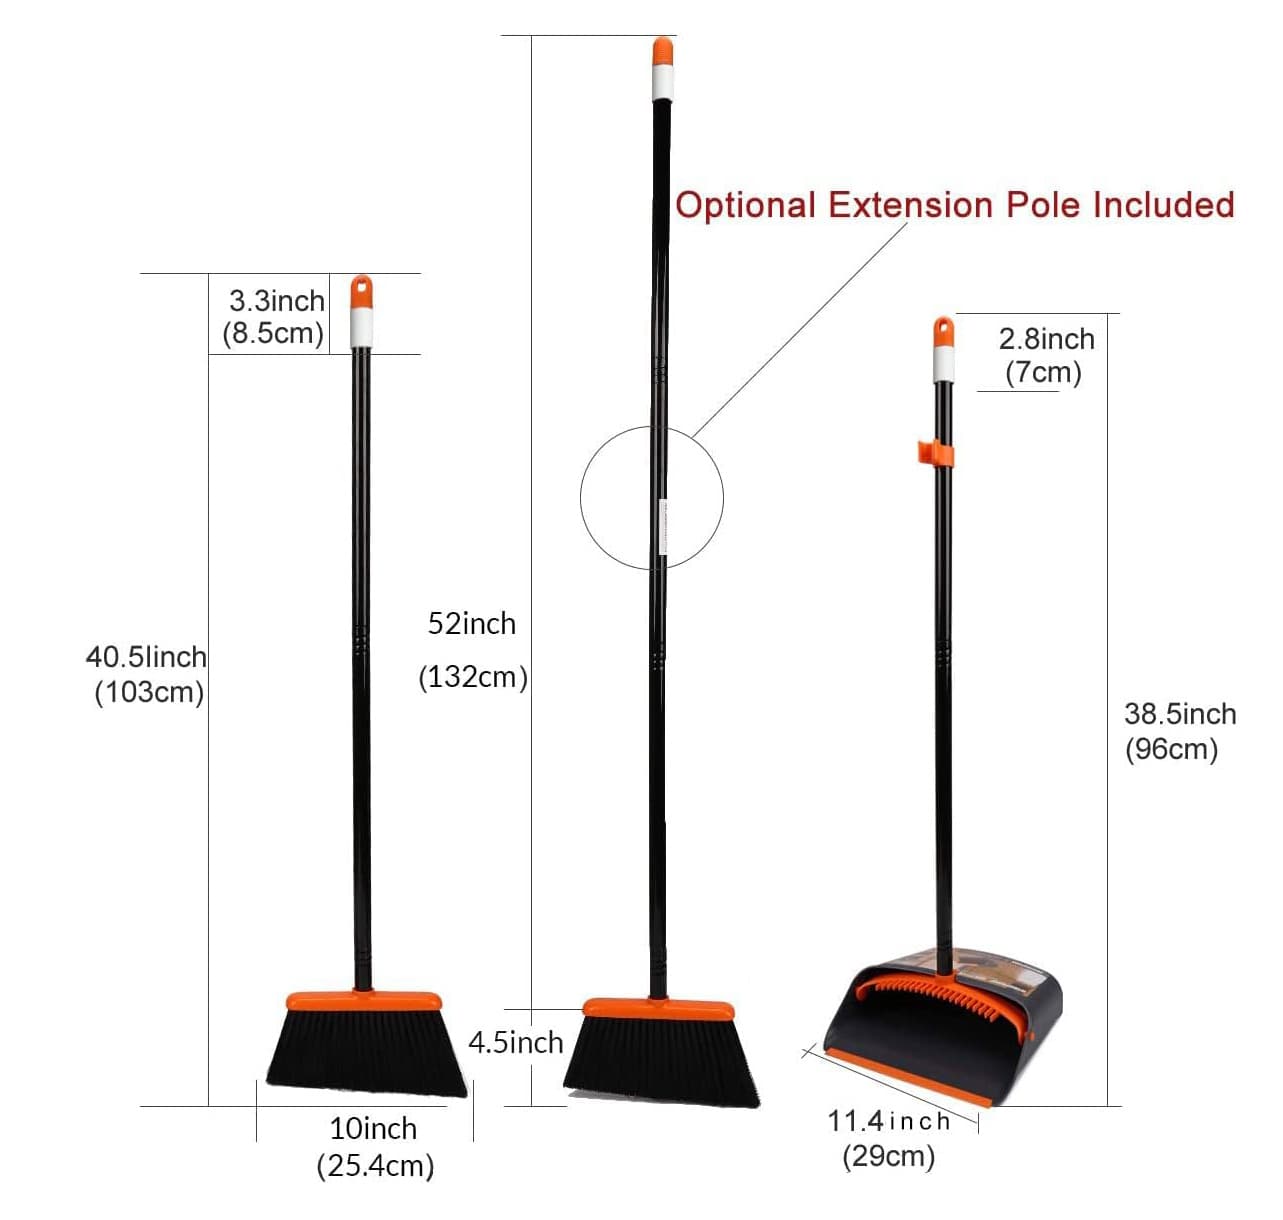 Optional Extension Pole Included
3.3inch
(8.5cm)
2.8inch
(7cm)
52inch
(132cm)
40.5linch
(103cm)
38.5inch
(96cm)
4.5inch
10inch
(25.4cm)
11.4inch
(29cm)